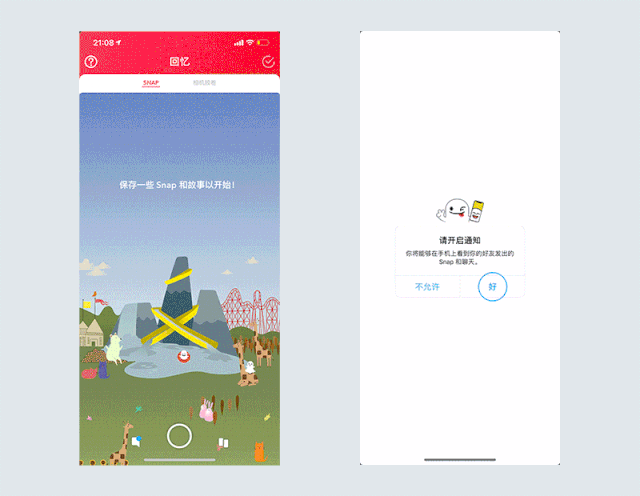 21:08
回忆
SNAP 相机胶卷
保存一些 Snap 和故事以开始！
请开启通知
你将能够在手机上看到你的好友发出的
Snap 和聊天。
不允许
好